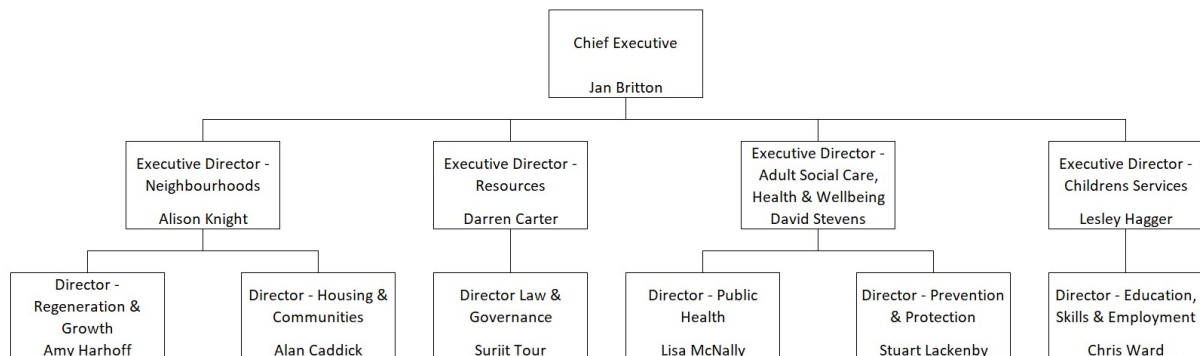 Chief Executive
Jan Britton
Executive Director -
Neighbourhoods
Alison Knight
Executive Director -
Resources
Darren Carter
Executive Director -
Adult Social Care,
Health & Wellbeing
David Stevens
Executive Director -
Childrens Services
Lesley Hagger
Director -
Regeneration &
Growth
Amy Harhoff
Director - Housing &
Communities
Alan Caddick
Director Law &
Governance
Surjit Tour
Director - Public
Health
Lisa McNally
Director - Prevention
& Protection
Stuart Lackenby
Director - Education,
Skills & Employment
Chris Ward